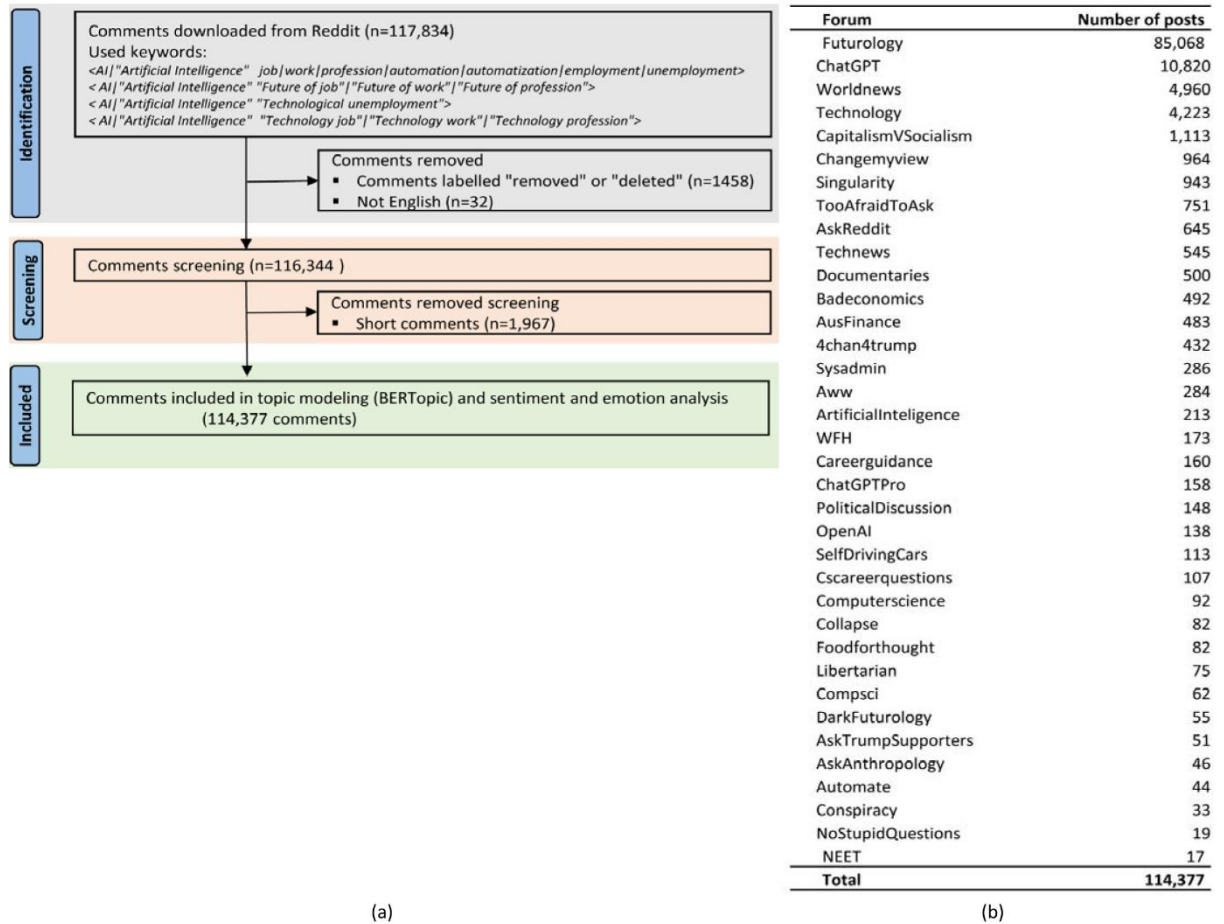 Identification
Comments downloaded from Reddit (n=117,834)
Used keywords:
<AI|"Artificial Intelligence" job|work|profession|automation|automatization|employment|unemployment>
< AI|"Artificial Intelligence" "Future of job"|"Future of work"|"Future of profession">
< AI|"Artificial Intelligence" "Technological unemployment">
< AI|"Artificial Intelligence" "Technology job"|"Technology work"|"Technology profession">
Comments removed
▪ Comments labelled "removed" or "deleted" (n=1458)
▪ Not English (n=32)
Screening
Comments screening (n=116,344 )
Comments removed screening
▪ Short comments (n=1,967)
Included
Comments included in topic modeling (BERTopic) and sentiment and emotion analysis
(114,377 comments)
(a)
Forum Number of posts
Futurology 85,068
ChatGPT 10,820
Worldnews 4,960
Technology 4,223
CapitalismVSocialism 1,113
Changemyview 964
Singularity 943
TooAfraidToAsk 751
AskReddit 645
Technews 545
Documentaries 500
Badeconomics 492
AusFinance 483
4chan4trump 432
Sysadmin 286
Aww 284
ArtificialInteligence 213
WFH 173
Careerguidance 160
ChatGPTPro 158
PoliticalDiscussion 148
OpenAI 138
SelfDrivingCars 113
Cscareerquestions 107
Computerscience 92
Collapse 82
Foodforthought 82
Libertarian 75
Compsci 62
DarkFuturology 55
AskTrumpSupporters 51
AskAnthropology 46
Automate 44
Conspiracy 33
NoStupidQuestions 19
NEET 17
Total 114,377
(b)